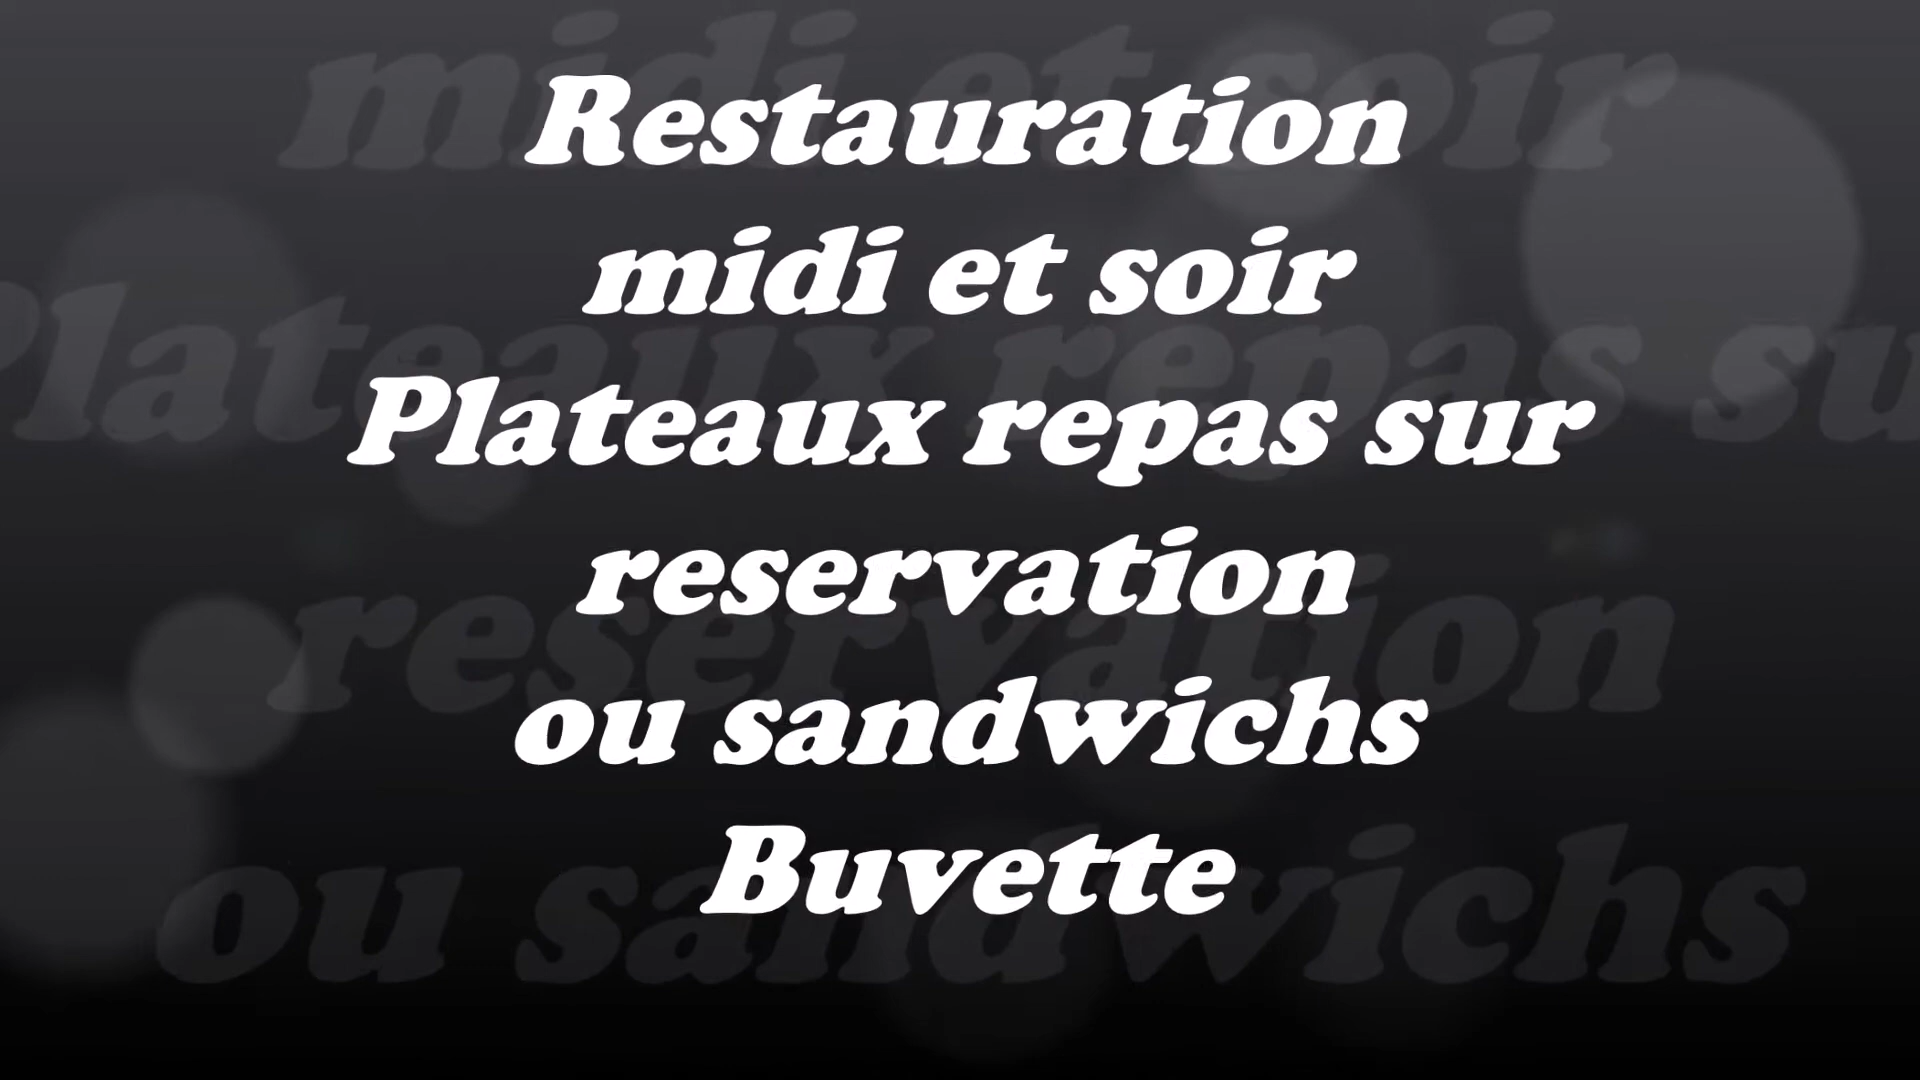 Restauration
midi et soir
Plateaux repas sur
reservation
ou sandwichs
Buvette